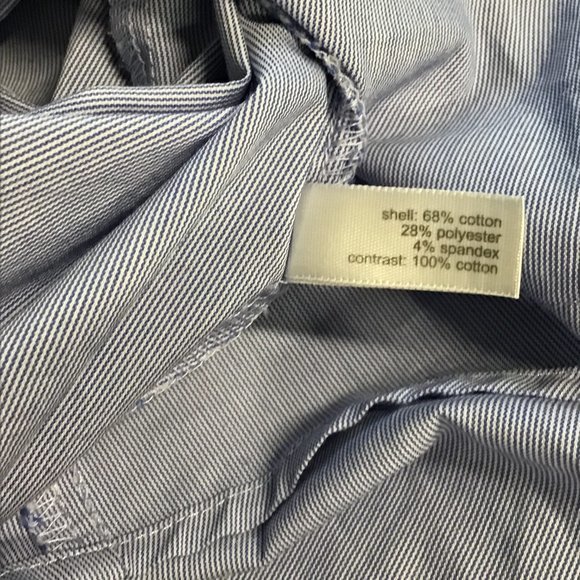 shell: 68% cotton
28% polyester
4% spandex
contrast: 100% cotton